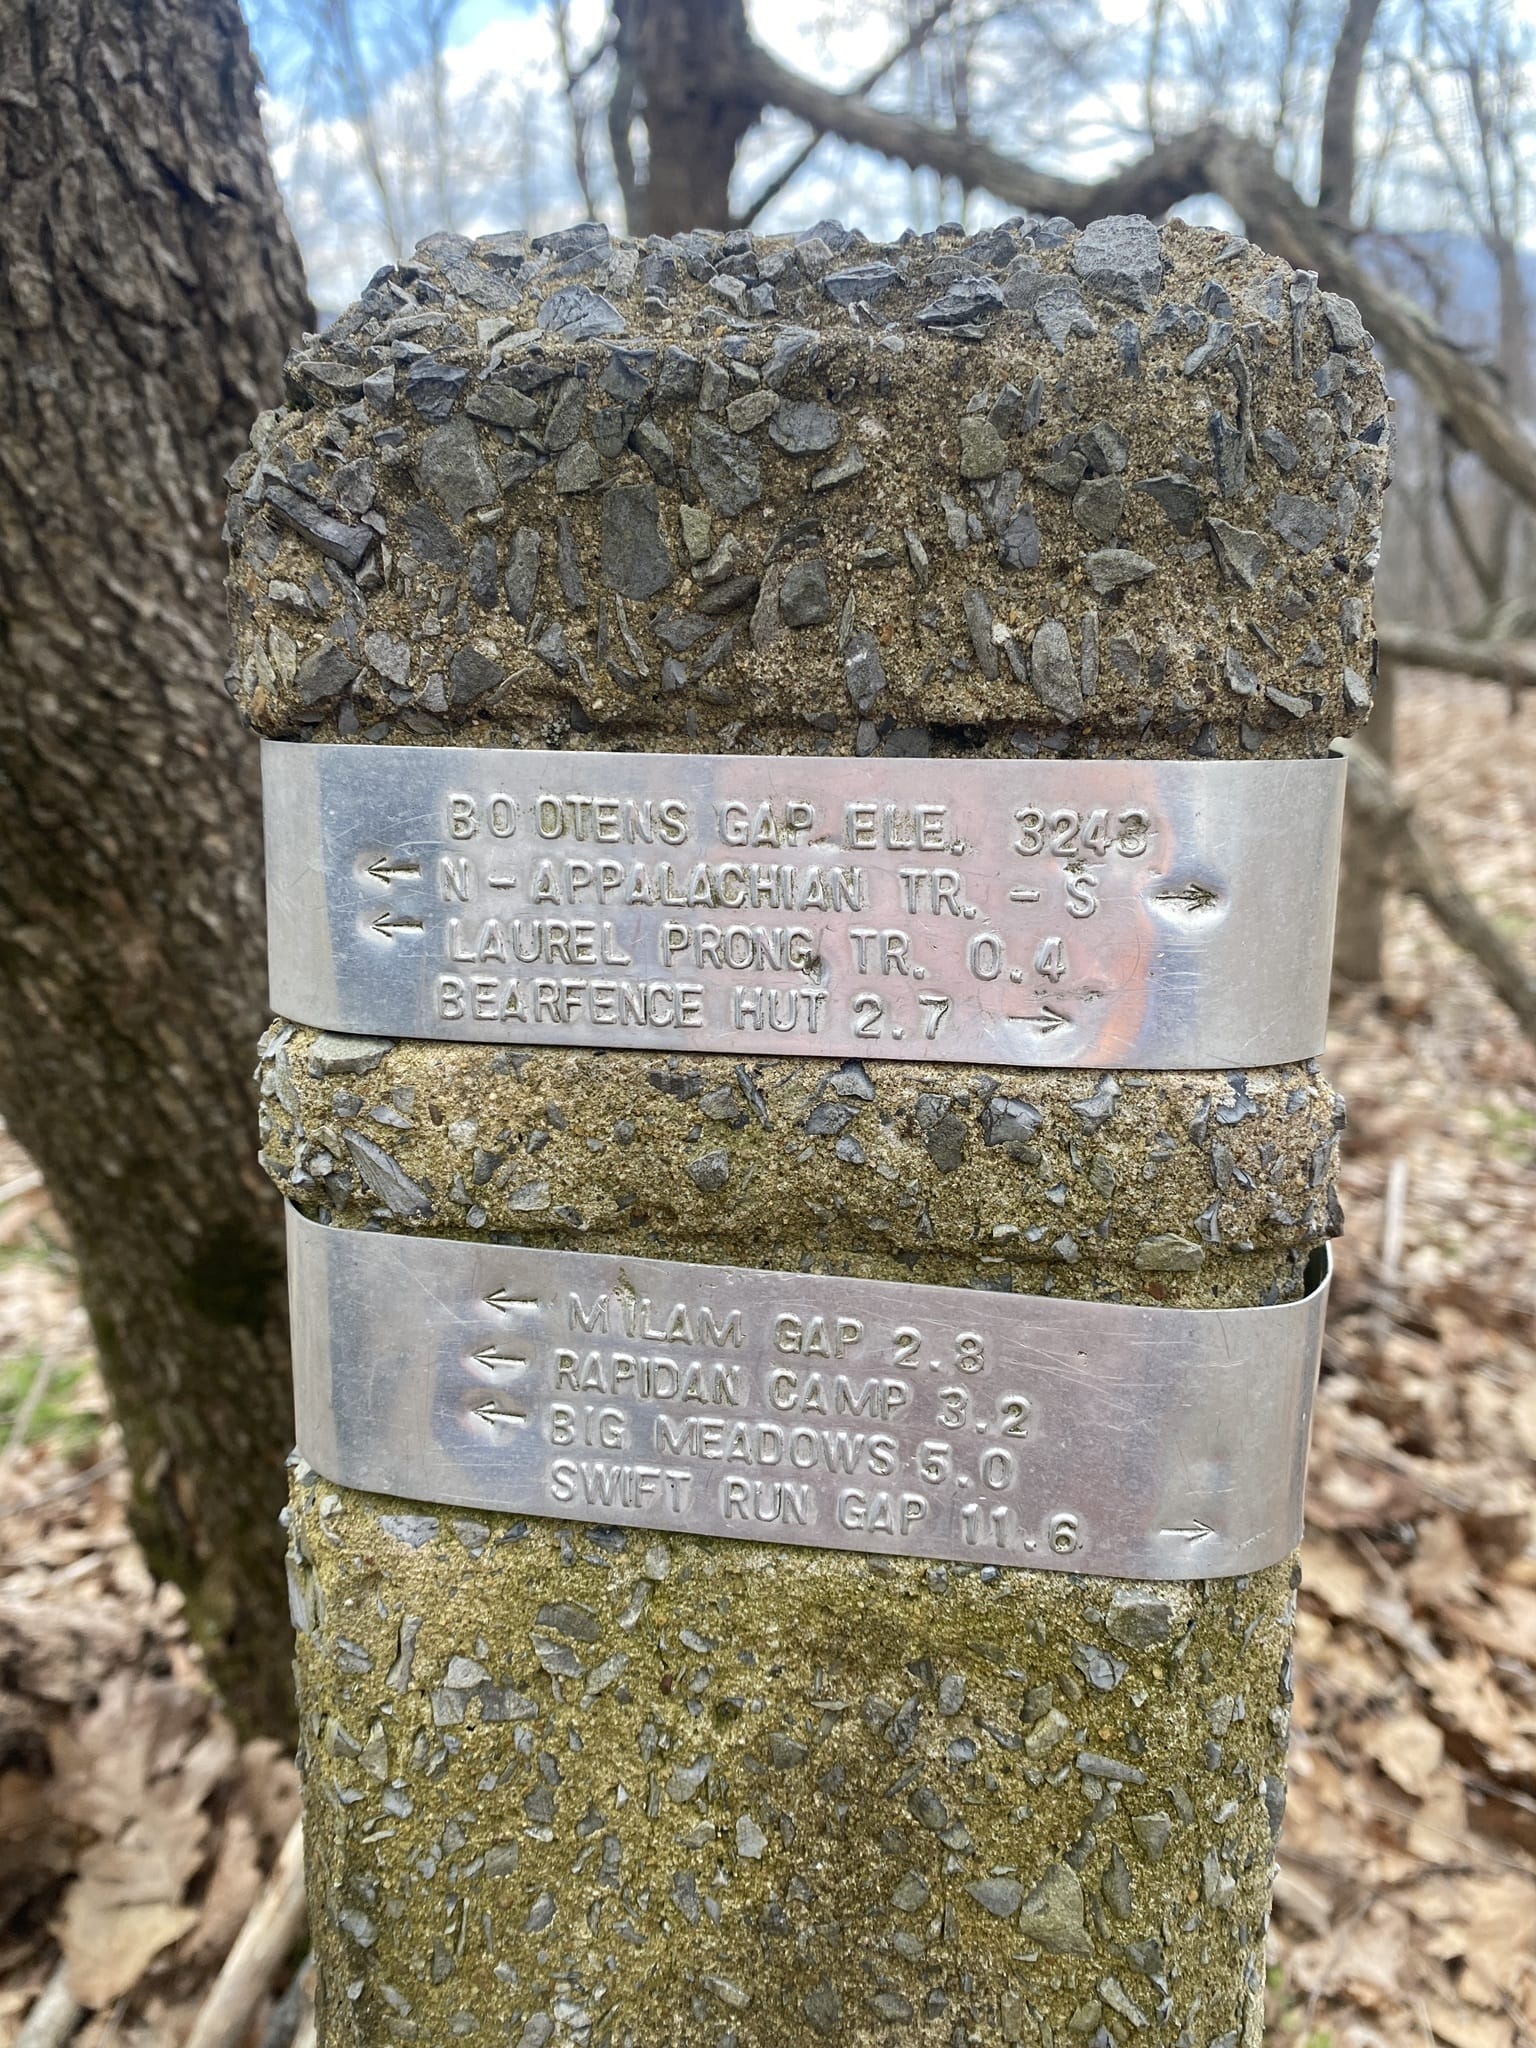 BOOTENS GAP ELE. 3243
← N - APPALACHIAN TR. - S →
← LAUREL PRONG TR. 0.4
BEARFENCE HUT 2.7 →
← MILAM GAP 2.8
← RAPIDAN CAMP 3.2
← BIG MEADOWS 5.0
SWIFT RUN GAP 11.6 →